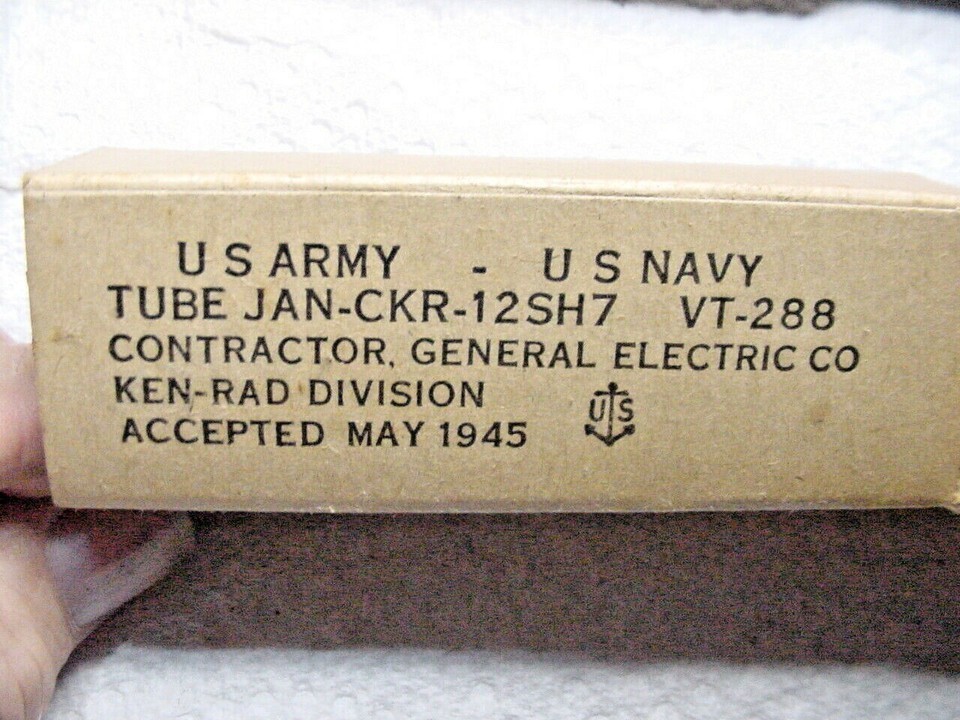 U S ARMY - U S NAVY
TUBE JAN-CKR-12SH7 VT-288
CONTRACTOR, GENERAL ELECTRIC CO
KEN-RAD DIVISION
ACCEPTED MAY 1945
U S